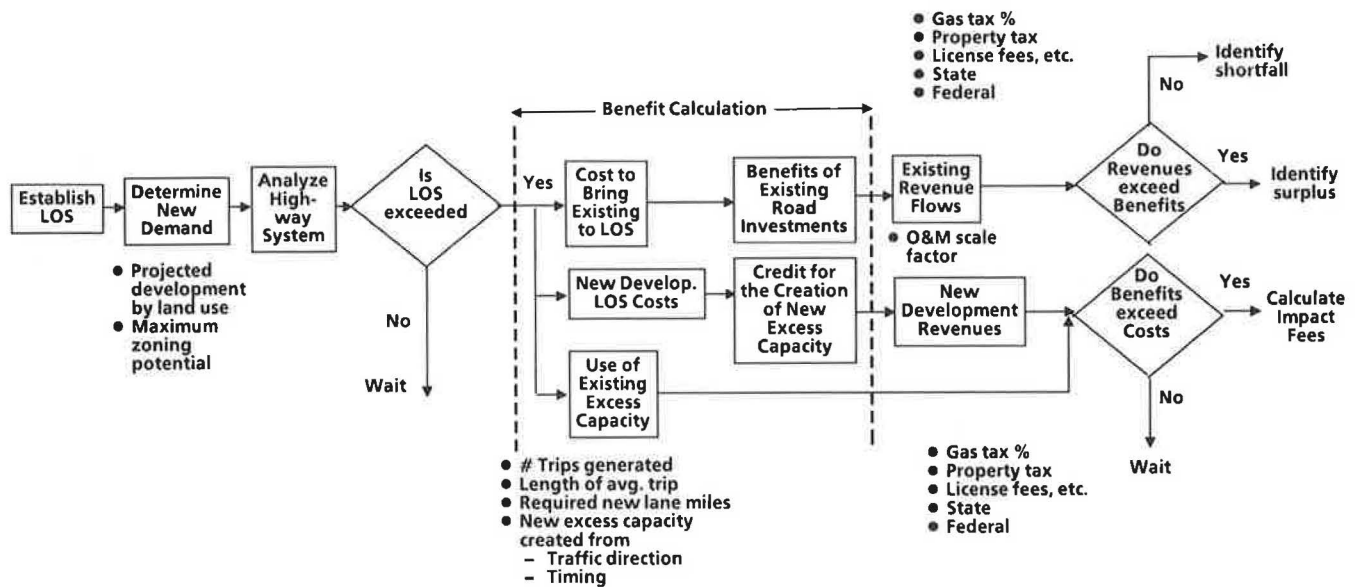 ● Gas tax %
● Property tax
● License fees, etc.
● State
● Federal
Identify
shortfall
No
Benefit Calculation
Establish
LOS
Determine
New
Demand
Analyze
High-
way
System
Is
LOS
exceeded
Yes
Cost to
Bring
Existing
to LOS
Benefits of
Existing
Road
Investments
Existing
Revenue
Flows
Do
Revenues
exceed
Benefits
Yes
Identify
surplus
● O&M scale
factor
● Projected
development
by land use
● Maximum
zoning
potential
No
Wait
New Develop.
LOS Costs
Credit for
the Creation
of New
Excess
Capacity
New
Development
Revenues
Do
Benefits
exceed
Costs
Yes
Calculate
Impact
Fees
Use of
Existing
Excess
Capacity
No
Wait
● # Trips generated
● Length of avg. trip
● Required new lane miles
● New excess capacity
created from
– Traffic direction
– Timing
● Gas tax %
● Property tax
● License fees, etc.
● State
● Federal